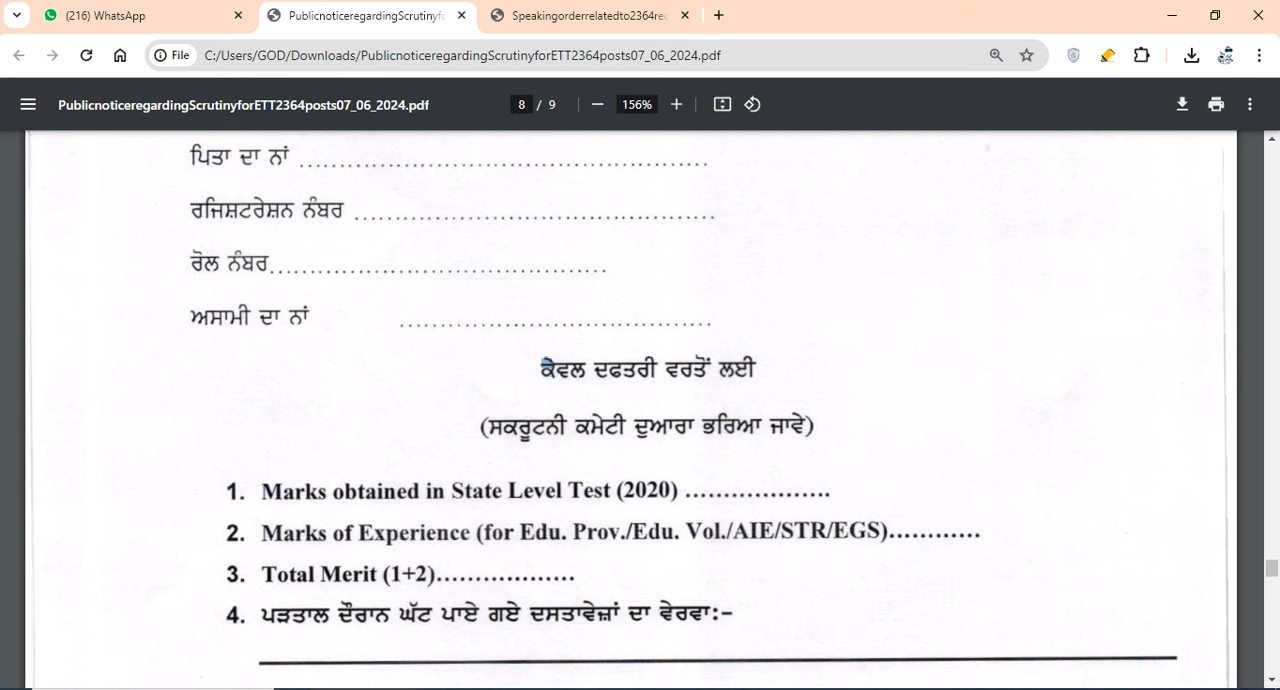 (216) WhatsApp
PublicnoticeregardingScrutinyfo
Speakingorderrelatedto2364rec
File C:/Users/GOD/Downloads/PublicnoticeregardingScrutinyforETT2364posts07_06_2024.pdf
PublicnoticeregardingScrutinyforETT2364posts07_06_2024.pdf 8 / 9 156%
ਪਿਤਾ ਦਾ ਨਾਂ ..................................................
ਰਜਿਸ਼ਟਰੇਸ਼ਨ ਨੰਬਰ ............................................
ਰੋਲ ਨੰਬਰ.........................................
ਅਸਾਮੀ ਦਾ ਨਾਂ ......................................
ਕੇਵਲ ਦਫਤਰੀ ਵਰਤੋਂ ਲਈ
(ਸਕਰੂਟਨੀ ਕਮੇਟੀ ਦੁਆਰਾ ਭਰਿਆ ਜਾਵੇ)
1. Marks obtained in State Level Test (2020) ...................
2. Marks of Experience (for Edu. Prov./Edu. Vol./AIE/STR/EGS)............
3. Total Merit (1+2)..................
4. ਪੜਤਾਲ ਦੌਰਾਨ ਘੱਟ ਪਾਏ ਗਏ ਦਸਤਾਵੇਜ਼ਾਂ ਦਾ ਵੇਰਵਾ:-